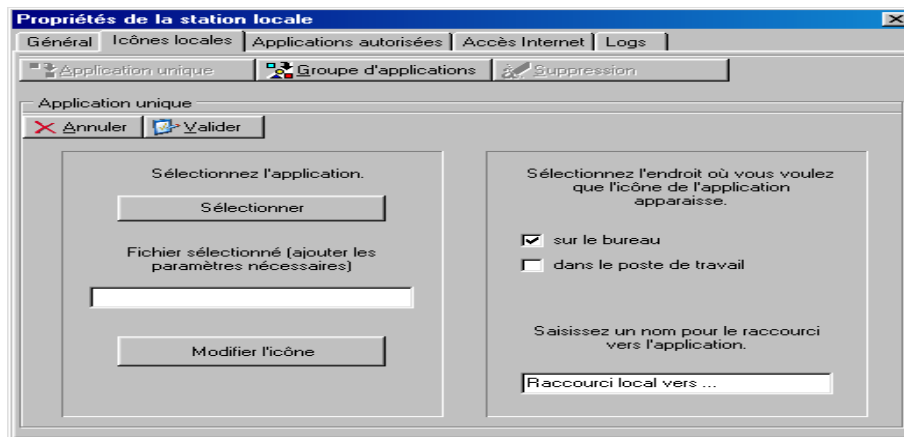 Propriétés de la station locale
Général Icônes locales Applications autorisées Accès Internet Logs
Application unique Groupe d'applications Suppression
Application unique
Annuler Valider
Sélectionnez l'application.
Sélectionner
Fichier sélectionné (ajouter les
paramètres nécessaires)
Modifier l'icône
Sélectionnez l'endroit où vous voulez
que l'icône de l'application
apparaisse.
sur le bureau
dans le poste de travail
Saisissez un nom pour le raccourci
vers l'application.
Raccourci local vers ...